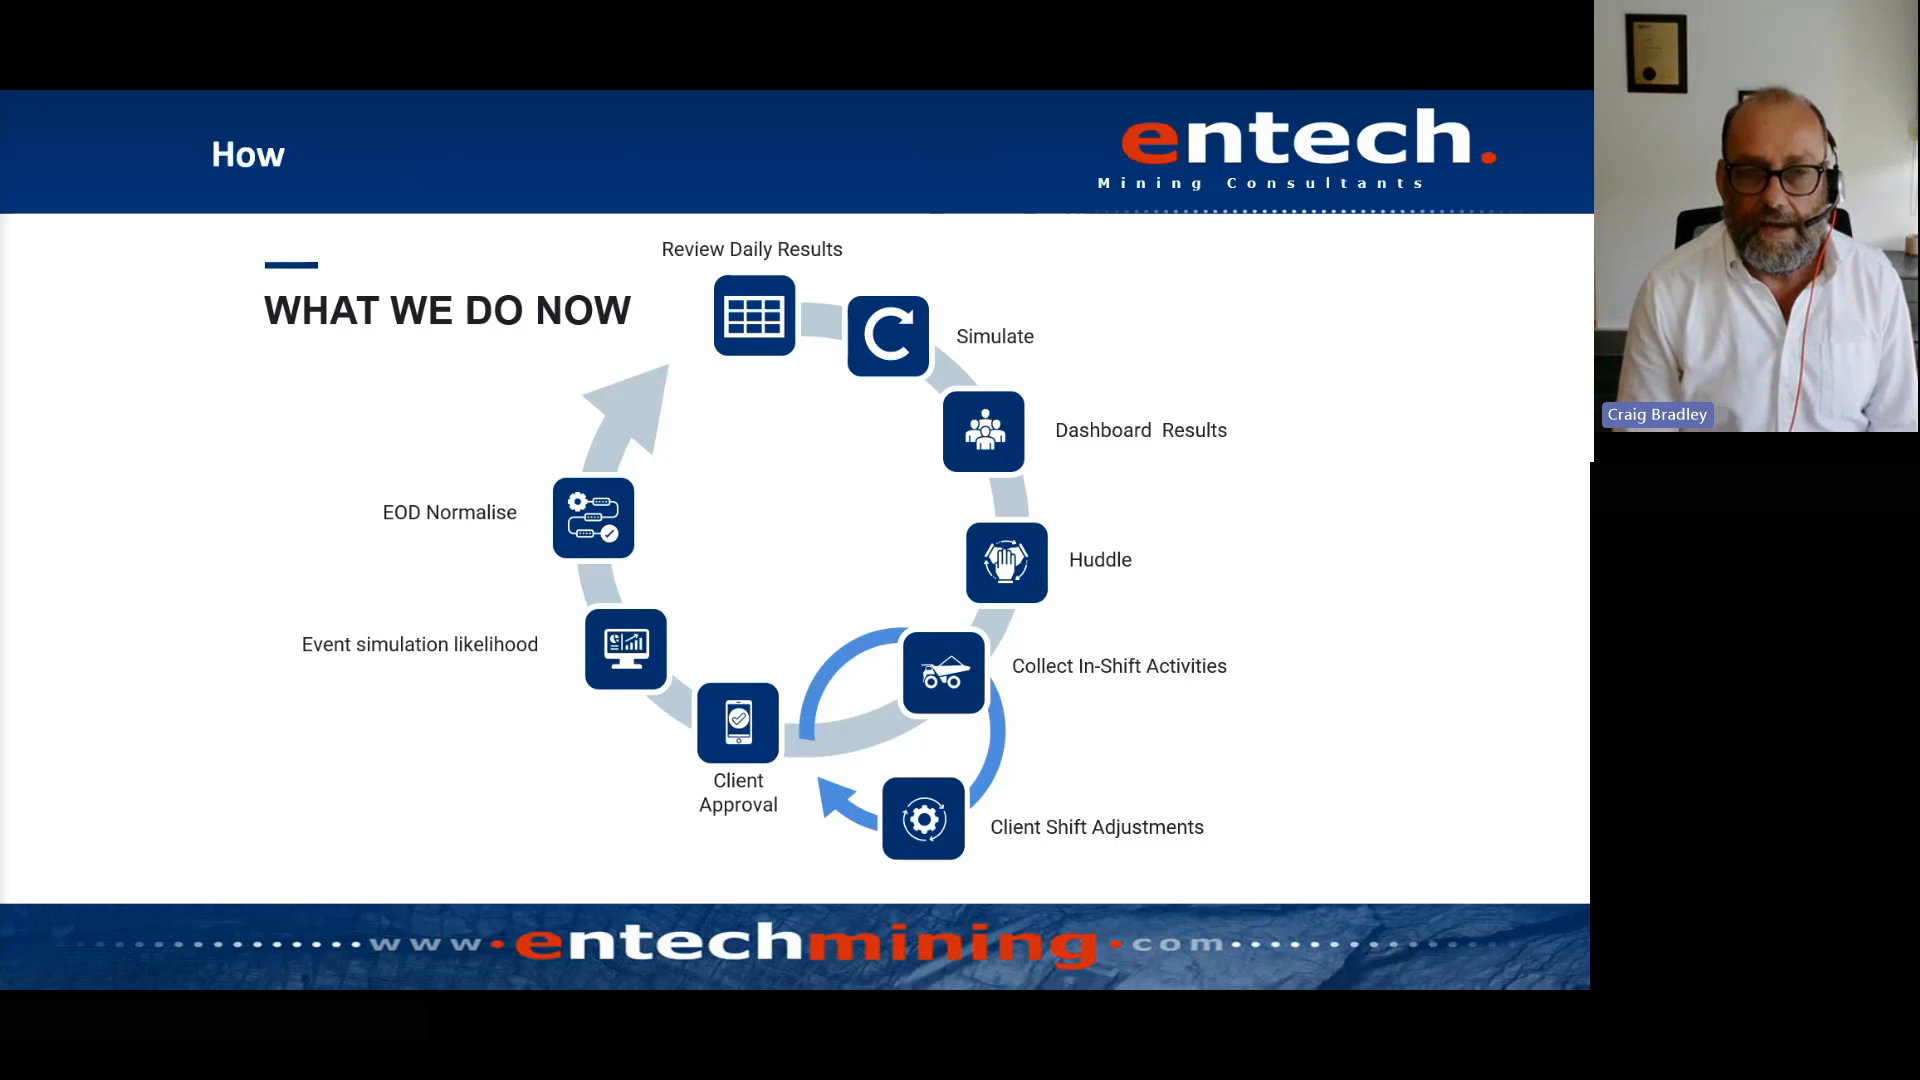 How
entech.
Mining Consultants
WHAT WE DO NOW
Review Daily Results
Simulate
Dashboard Results
Huddle
Collect In-Shift Activities
Client Shift Adjustments
Client
Approval
Event simulation likelihood
EOD Normalise
www.entechmining.com
Craig Bradley